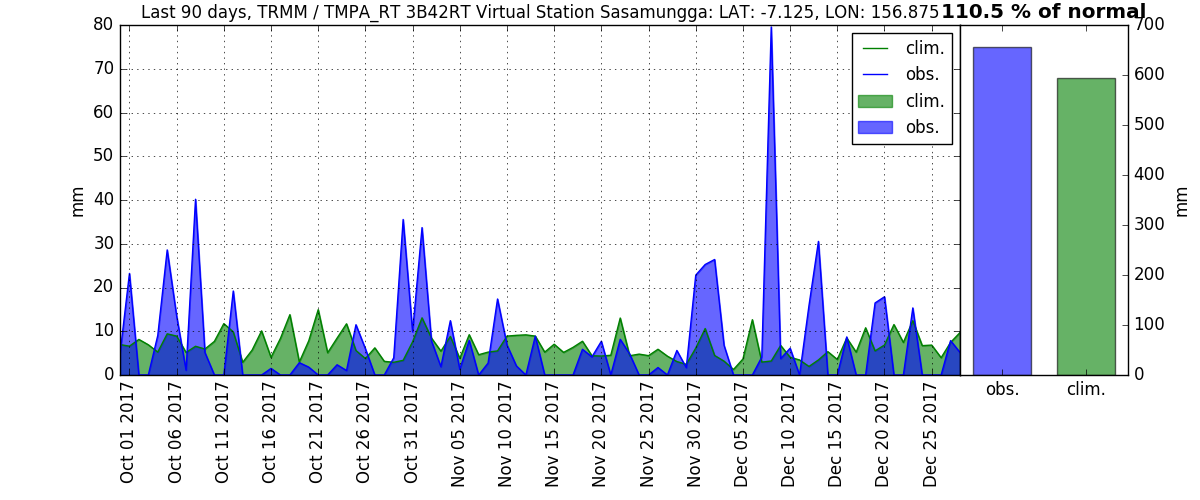 Last 90 days, TRMM / TMPA_RT 3B42RT Virtual Station Sasamungga: LAT: -7.125, LON: 156.875
110.5 % of normal
80
70
60
50
40
30
20
10
0
mm
clim.
obs.
clim.
obs.
700
600
500
400
300
200
100
0
mm
obs.
clim.
Oct 01 2017
Oct 06 2017
Oct 11 2017
Oct 16 2017
Oct 21 2017
Oct 26 2017
Oct 31 2017
Nov 05 2017
Nov 10 2017
Nov 15 2017
Nov 20 2017
Nov 25 2017
Nov 30 2017
Dec 05 2017
Dec 10 2017
Dec 15 2017
Dec 20 2017
Dec 25 2017